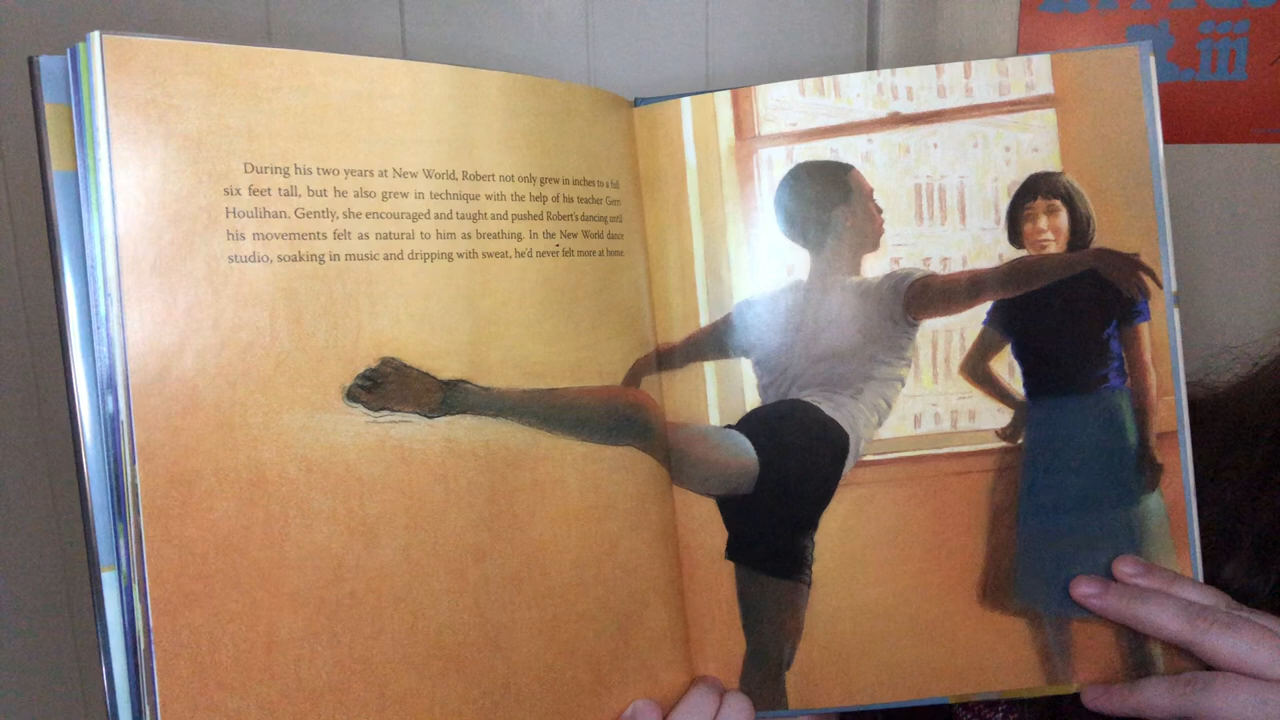 During his two years at New World, Robert not only grew in inches to a full
six feet tall, but he also grew in technique with the help of his teacher Gerri
Houlihan. Gently, she encouraged and taught and pushed Robert's dancing until
his movements felt as natural to him as breathing. In the New World dance
studio, soaking in music and dripping with sweat, he'd never felt more at home.